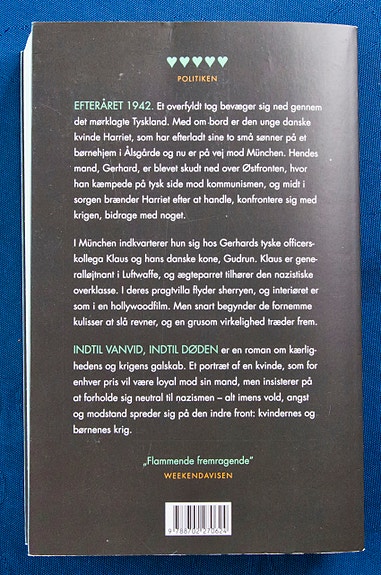 ♥♥♥♥♥
POLITIKEN
EFTERÅRET 1942. Et overfyldt tog bevæger sig ned gennem
det mørklagte Tyskland. Med om bord er den unge danske
kvinde Harriet, som har efterladt sine to små sønner på et
børnehjem i Ålsgårde og nu er på vej mod München. Hendes
mand, Gerhard, er blevet skudt ned over Østfronten, hvor
han kæmpede på tysk side mod kommunismen, og midt i
sorgen brænder Harriet efter at handle, konfrontere sig med
krigen, bidrage med noget.
I München indkvarterer hun sig hos Gerhards tyske officers-
kollega Klaus og hans danske kone, Gudrun. Klaus er gene-
ralløjtnant i Luftwaffe, og ægteparret tilhører den nazistiske
overklasse. I deres pragtvilla flyder sherryen, og interiøret er
som i en hollywoodfilm. Men snart begynder de fornemme
kulisser at slå revner, og en grusom virkelighed træder frem.
INDTIL VANVID, INDTIL DØDEN er en roman om kærlig-
hedens og krigens galskab. Et portræt af en kvinde, som for
enhver pris vil være loyal mod sin mand, men insisterer på
at forholde sig neutral til nazismen – alt imens vold, angst
og modstand spreder sig på den indre front: kvindernes og
børnenes krig.
„Flammende fremragende”
WEEKENDAVISEN
9 788702 270624